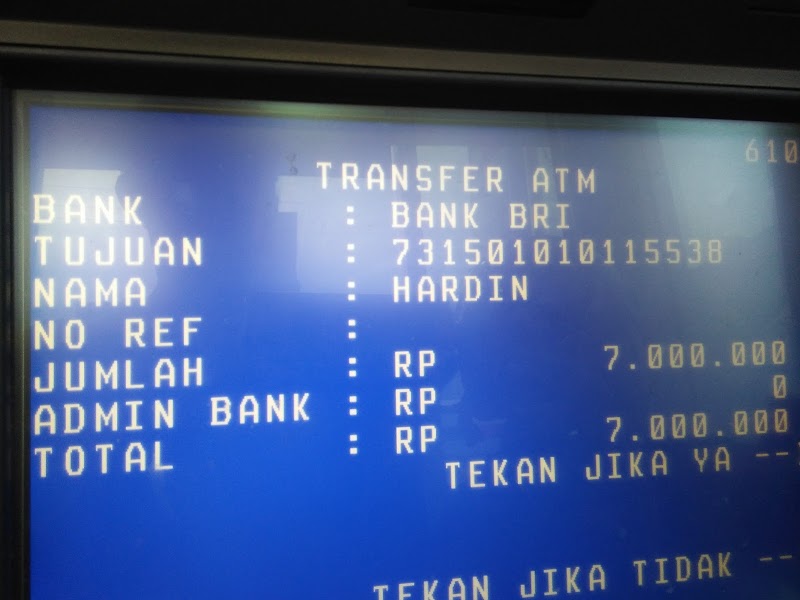 610
TRANSFER ATM
BANK : BANK BRI
TUJUAN : 731501010115538
NAMA : HARDIN
NO REF :
JUMLAH : RP 7.000.000
ADMIN BANK : RP 0
TOTAL : RP 7.000.000
TEKAN JIKA YA --
TEKAN JIKA TIDAK --